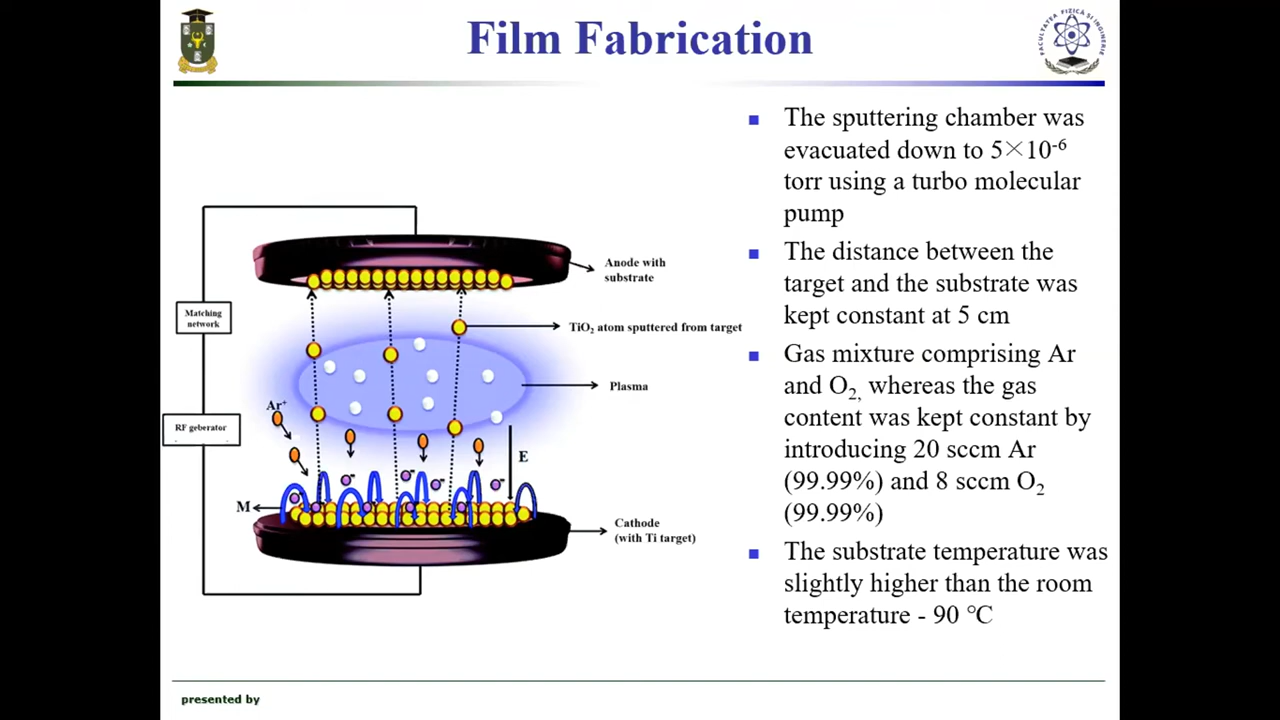 Film Fabrication
FACULTATEA FIZICA ȘI INGINERIE
The sputtering chamber was
evacuated down to 5×10-6
torr using a turbo molecular
pump
The distance between the
target and the substrate was
kept constant at 5 cm
Gas mixture comprising Ar
and O2, whereas the gas
content was kept constant by
introducing 20 sccm Ar
(99.99%) and 8 sccm O2
(99.99%)
The substrate temperature was
slightly higher than the room
temperature - 90 °C
Anode with
substrate
Matching
network
TiO2 atom sputtered from target
Plasma
Ar+
RF geberator
E
M
Cathode
(with Ti target)
presented by